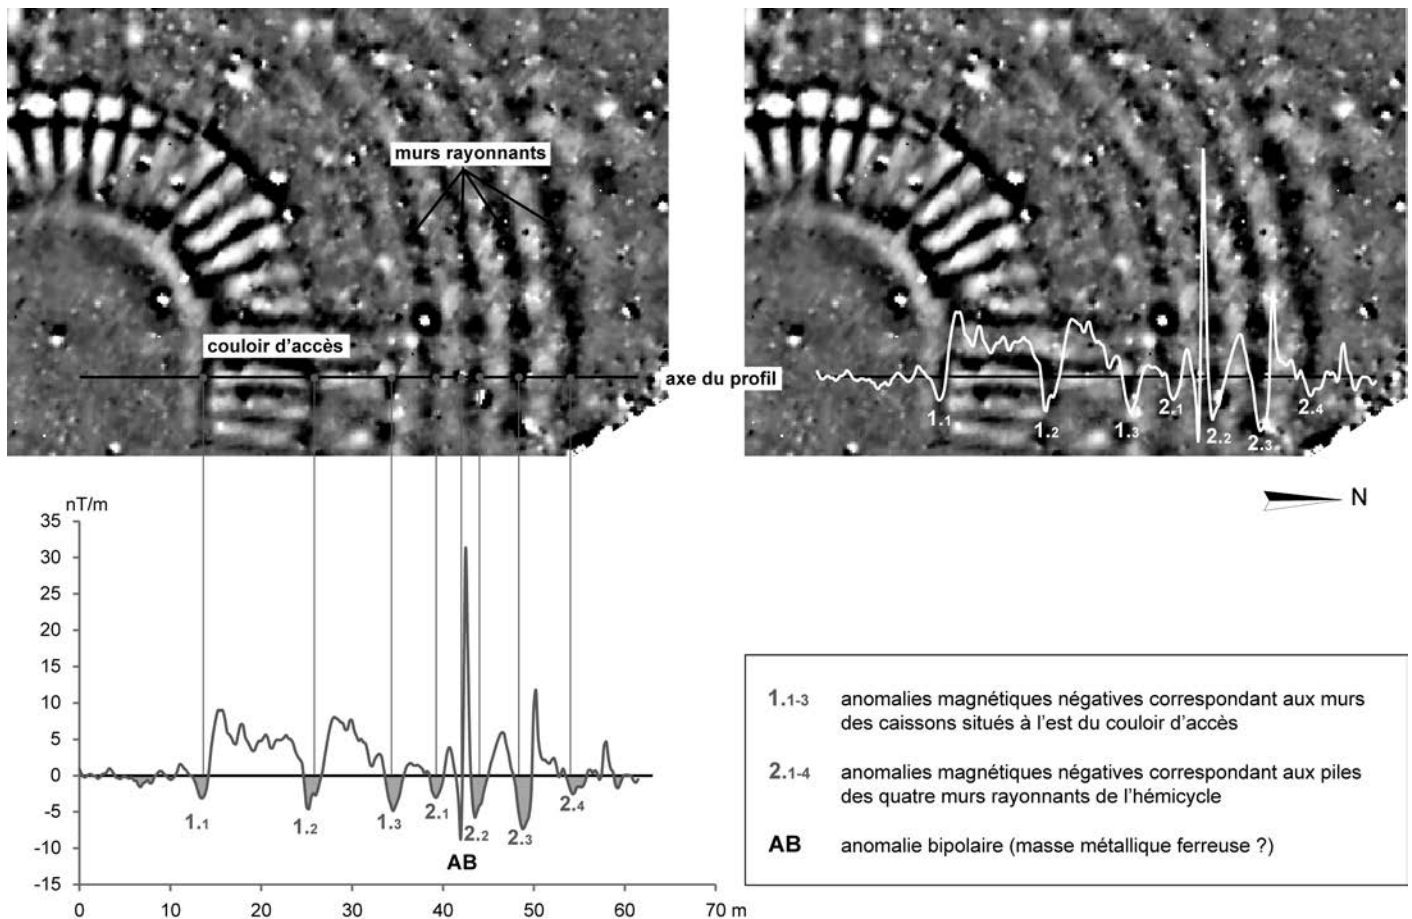 murs rayonnants
couloir d'accès
axe du profil
1.1
1.2
1.3
2.1
2.2
2.3
2.4
N
nT/m
35
30
25
20
15
10
5
0
-5
-10
-15
1.1
1.2
1.3
2.1
2.2
2.3
2.4
AB
0 10 20 30 40 50 60 70 m
1.1-3 anomalies magnétiques négatives correspondant aux murs
des caissons situés à l'est du couloir d'accès
2.1-4 anomalies magnétiques négatives correspondant aux piles
des quatre murs rayonnants de l'hémicycle
AB anomalie bipolaire (masse métallique ferreuse ?)